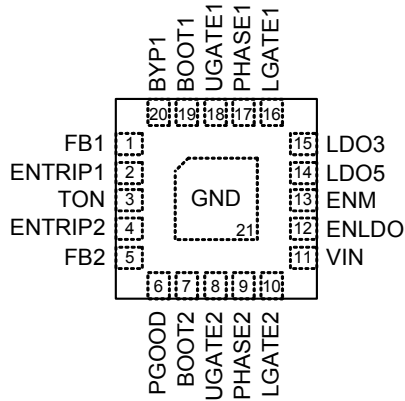 BYP1
BOOT1
UGATE1
PHASE1
LGATE1
20 19 18 17 16
FB1 1
ENTRIP1 2
TON 3
ENTRIP2 4
FB2 5
GND
21
15 LDO3
14 LDO5
13 ENM
12 ENLDO
11 VIN
6 7 8 9 10
PGOOD
BOOT2
UGATE2
PHASE2
LGATE2